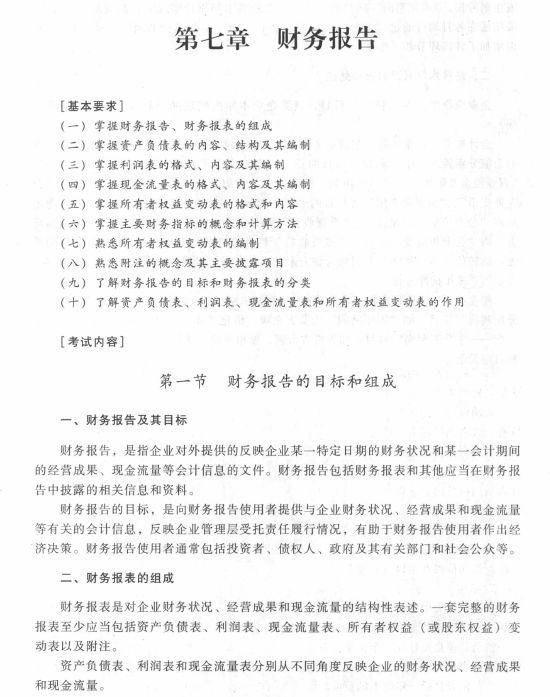 第七章 财务报告
[基本要求]
(一) 掌握财务报告、财务报表的组成
(二) 掌握资产负债表的内容、结构及其编制
(三) 掌握利润表的格式、内容及其编制
(四) 掌握现金流量表的格式、内容及其编制
(五) 掌握所有者权益变动表的格式和内容
(六) 掌握主要财务指标的概念和计算方法
(七) 熟悉所有者权益变动表的编制
(八) 熟悉附注的概念及其主要披露项目
(九) 了解财务报告的目标和财务报表的分类
(十) 了解资产负债表、利润表、现金流量表和所有者权益变动表的作用
[考试内容]
第一节 财务报告的目标和组成
一、财务报告及其目标
财务报告，是指企业对外提供的反映企业某一特定日期的财务状况和某一会计期间
的经营成果、现金流量等会计信息的文件。财务报告包括财务报表和其他应当在财务报
告中披露的相关信息和资料。
财务报告的目标，是向财务报告使用者提供与企业财务状况、经营成果和现金流量
等有关的会计信息，反映企业管理层受托责任履行情况，有助于财务报告使用者作出经
济决策。财务报告使用者通常包括投资者、债权人、政府及其有关部门和社会公众等。
二、财务报表的组成
财务报表是对企业财务状况、经营成果和现金流量的结构性表述。一套完整的财务
报表至少应当包括资产负债表、利润表、现金流量表、所有者权益（或股东权益）变
动表以及附注。
资产负债表、利润表和现金流量表分别从不同角度反映企业的财务状况、经营成果
和现金流量。